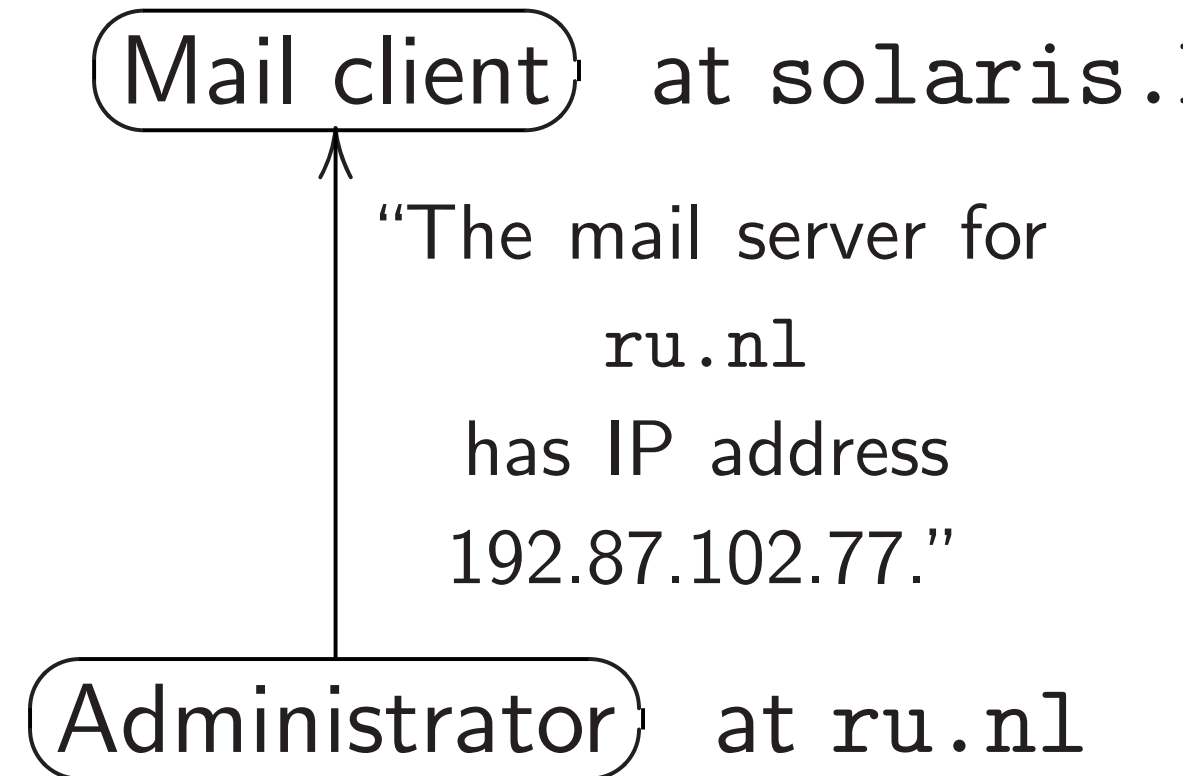 Mail client at solaris.
“The mail server for
ru.nl
has IP address
192.87.102.77.”
Administrator at ru.nl